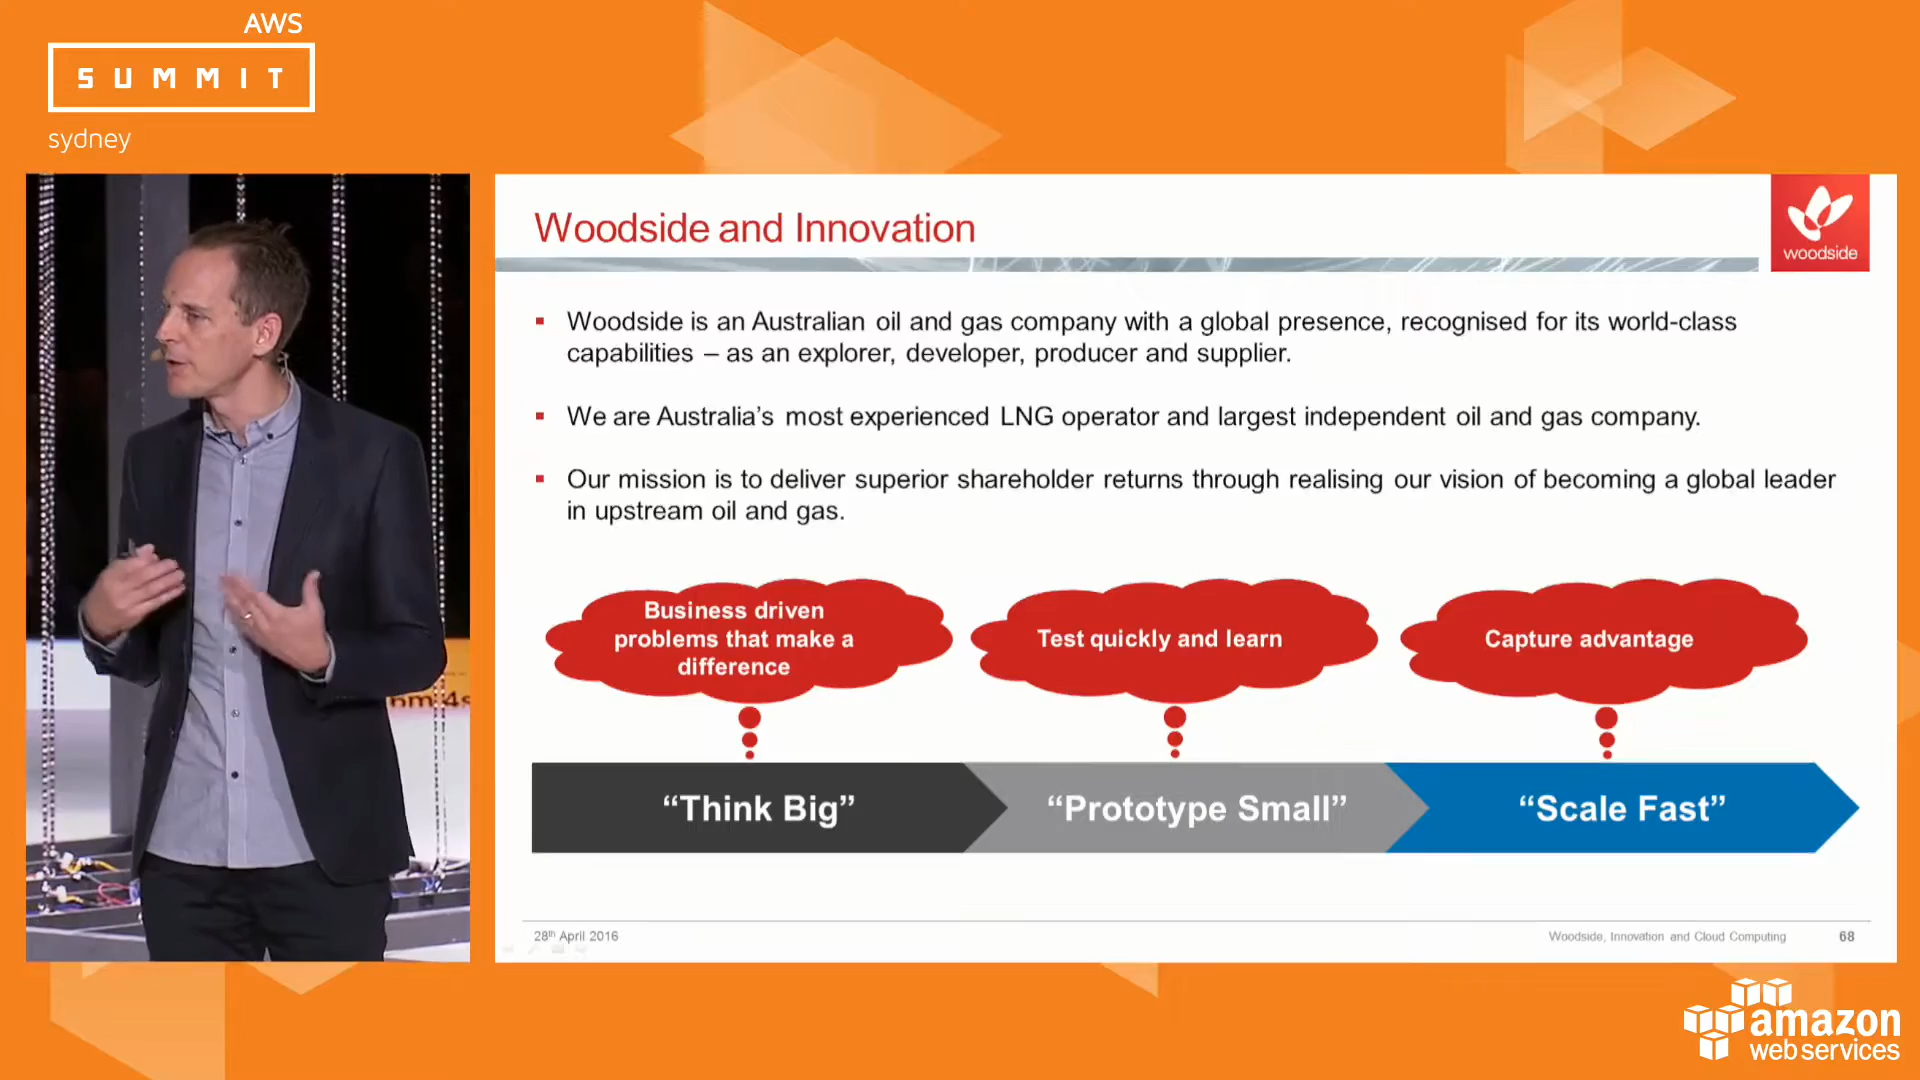 AWS
SUMMIT
sydney
Woodside and Innovation
woodside
▪ Woodside is an Australian oil and gas company with a global presence, recognised for its world-class
capabilities – as an explorer, developer, producer and supplier.
▪ We are Australia's most experienced LNG operator and largest independent oil and gas company.
▪ Our mission is to deliver superior shareholder returns through realising our vision of becoming a global leader
in upstream oil and gas.
Business driven
problems that make a
difference
Test quickly and learn
Capture advantage
“Think Big”
“Prototype Small”
“Scale Fast”
28th April 2016
Woodside, Innovation and Cloud Computing
68
amazon
web services